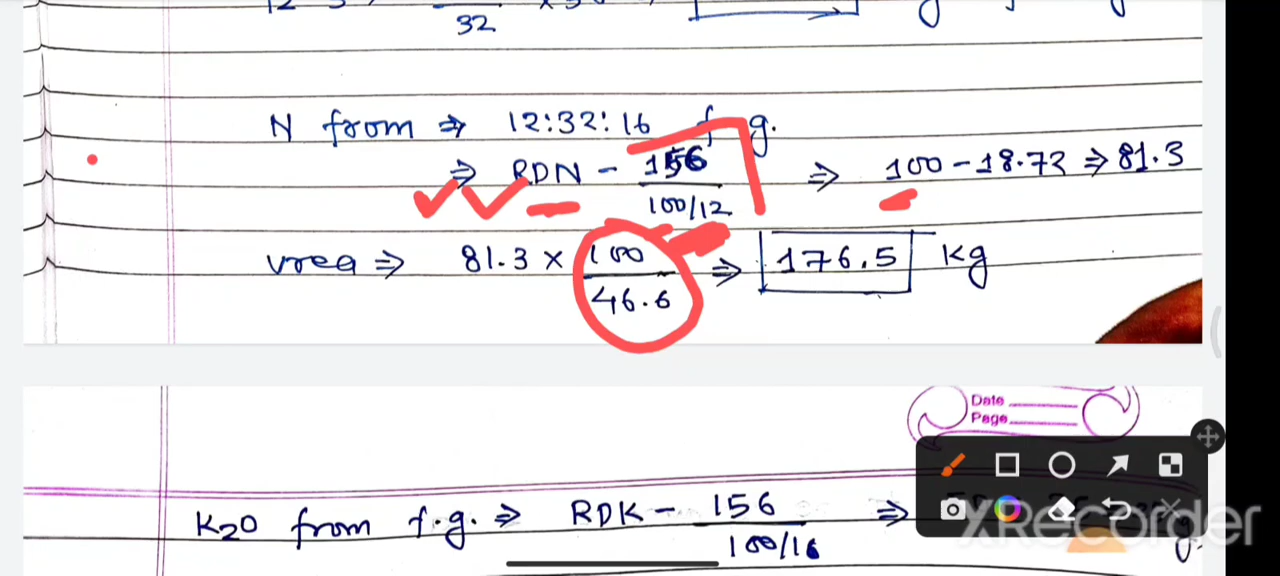 32
N from ⇒ 12:32:16 f.g.
⇒ RDN - 156 / 100/12 ⇒ 100 - 18.72 ⇒ 81.3
Urea ⇒ 81.3 × 100 / 46.6 ⇒ 176.5 kg
Date
Page
K2O from f.g. ⇒ RDK - 156 / 100/16 ⇒
XRecorder